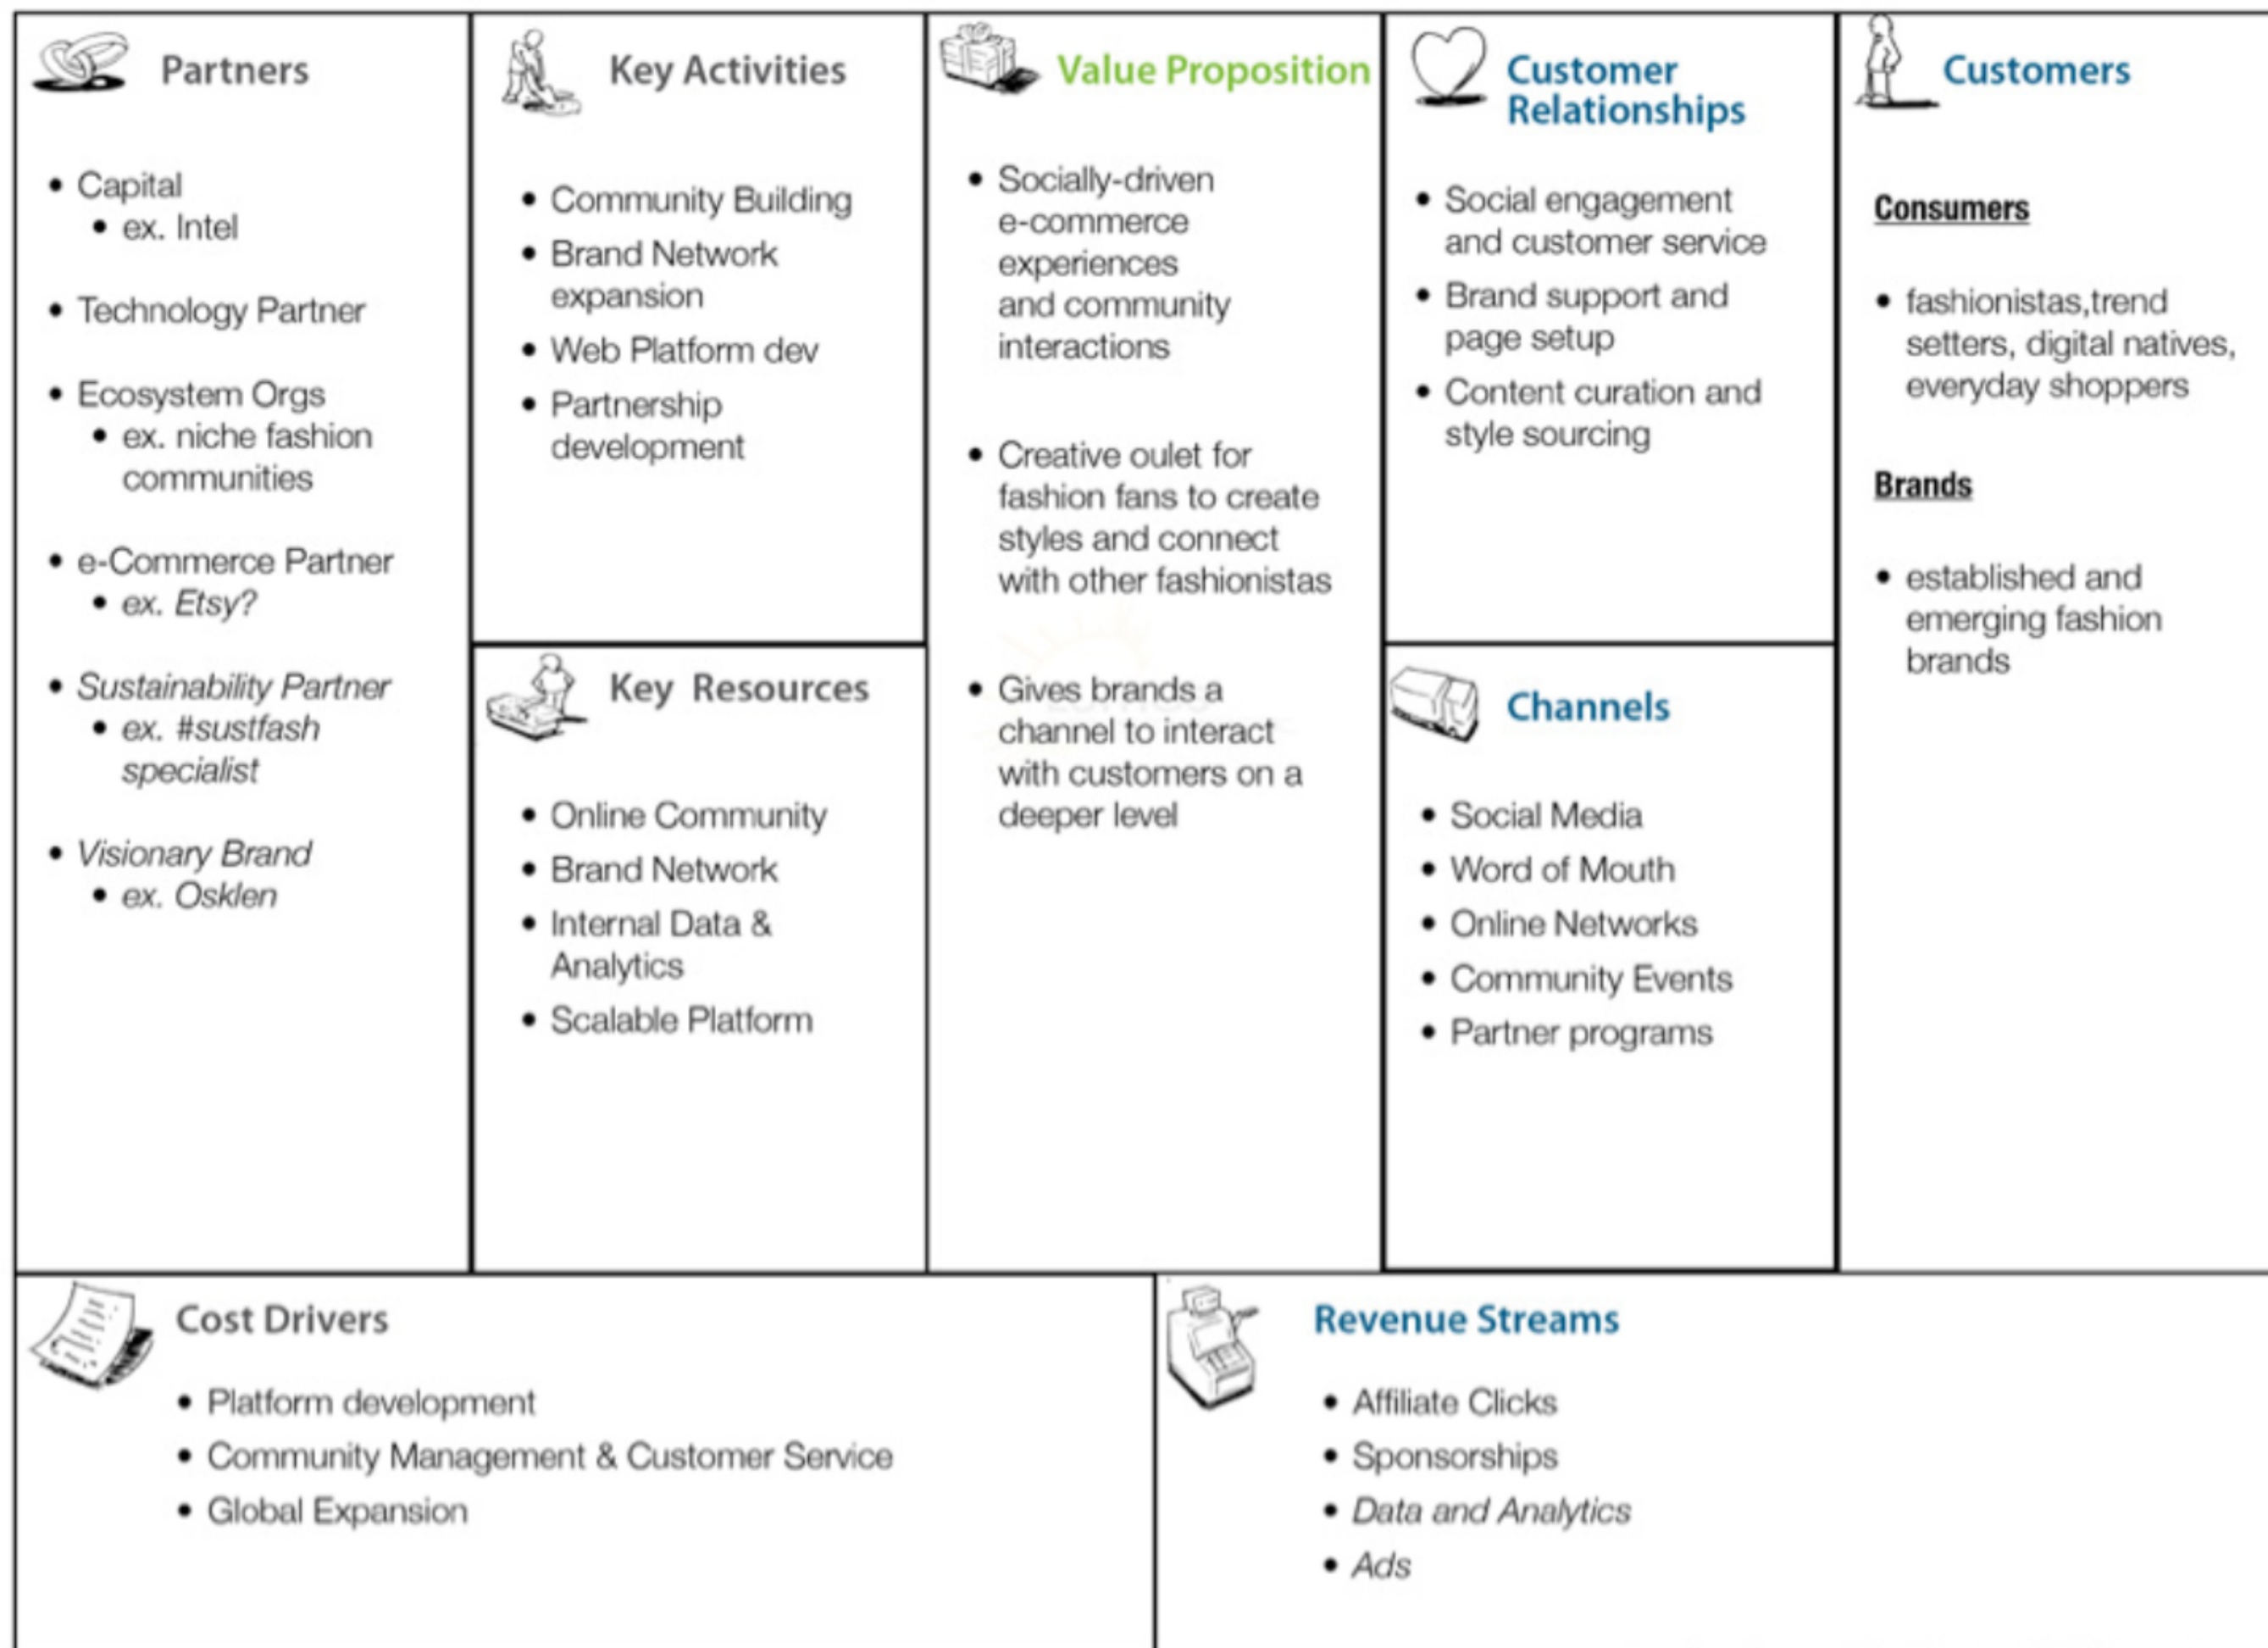 Partners
• Capital
• ex. Intel
• Technology Partner
• Ecosystem Orgs
• ex. niche fashion
communities
• e-Commerce Partner
• ex. Etsy?
• Sustainability Partner
• ex. #sustfash
specialist
• Visionary Brand
• ex. Osklen
Key Activities
• Community Building
• Brand Network
expansion
• Web Platform dev
• Partnership
development
Key Resources
• Online Community
• Brand Network
• Internal Data &
Analytics
• Scalable Platform
Value Proposition
• Socially-driven
e-commerce
experiences
and community
interactions
• Creative oulet for
fashion fans to create
styles and connect
with other fashionistas
• Gives brands a
channel to interact
with customers on a
deeper level
Customer
Relationships
• Social engagement
and customer service
• Brand support and
page setup
• Content curation and
style sourcing
Channels
• Social Media
• Word of Mouth
• Online Networks
• Community Events
• Partner programs
Customers
Consumers
• fashionistas,trend
setters, digital natives,
everyday shoppers
Brands
• established and
emerging fashion
brands
Cost Drivers
• Platform development
• Community Management & Customer Service
• Global Expansion
Revenue Streams
• Affiliate Clicks
• Sponsorships
• Data and Analytics
• Ads